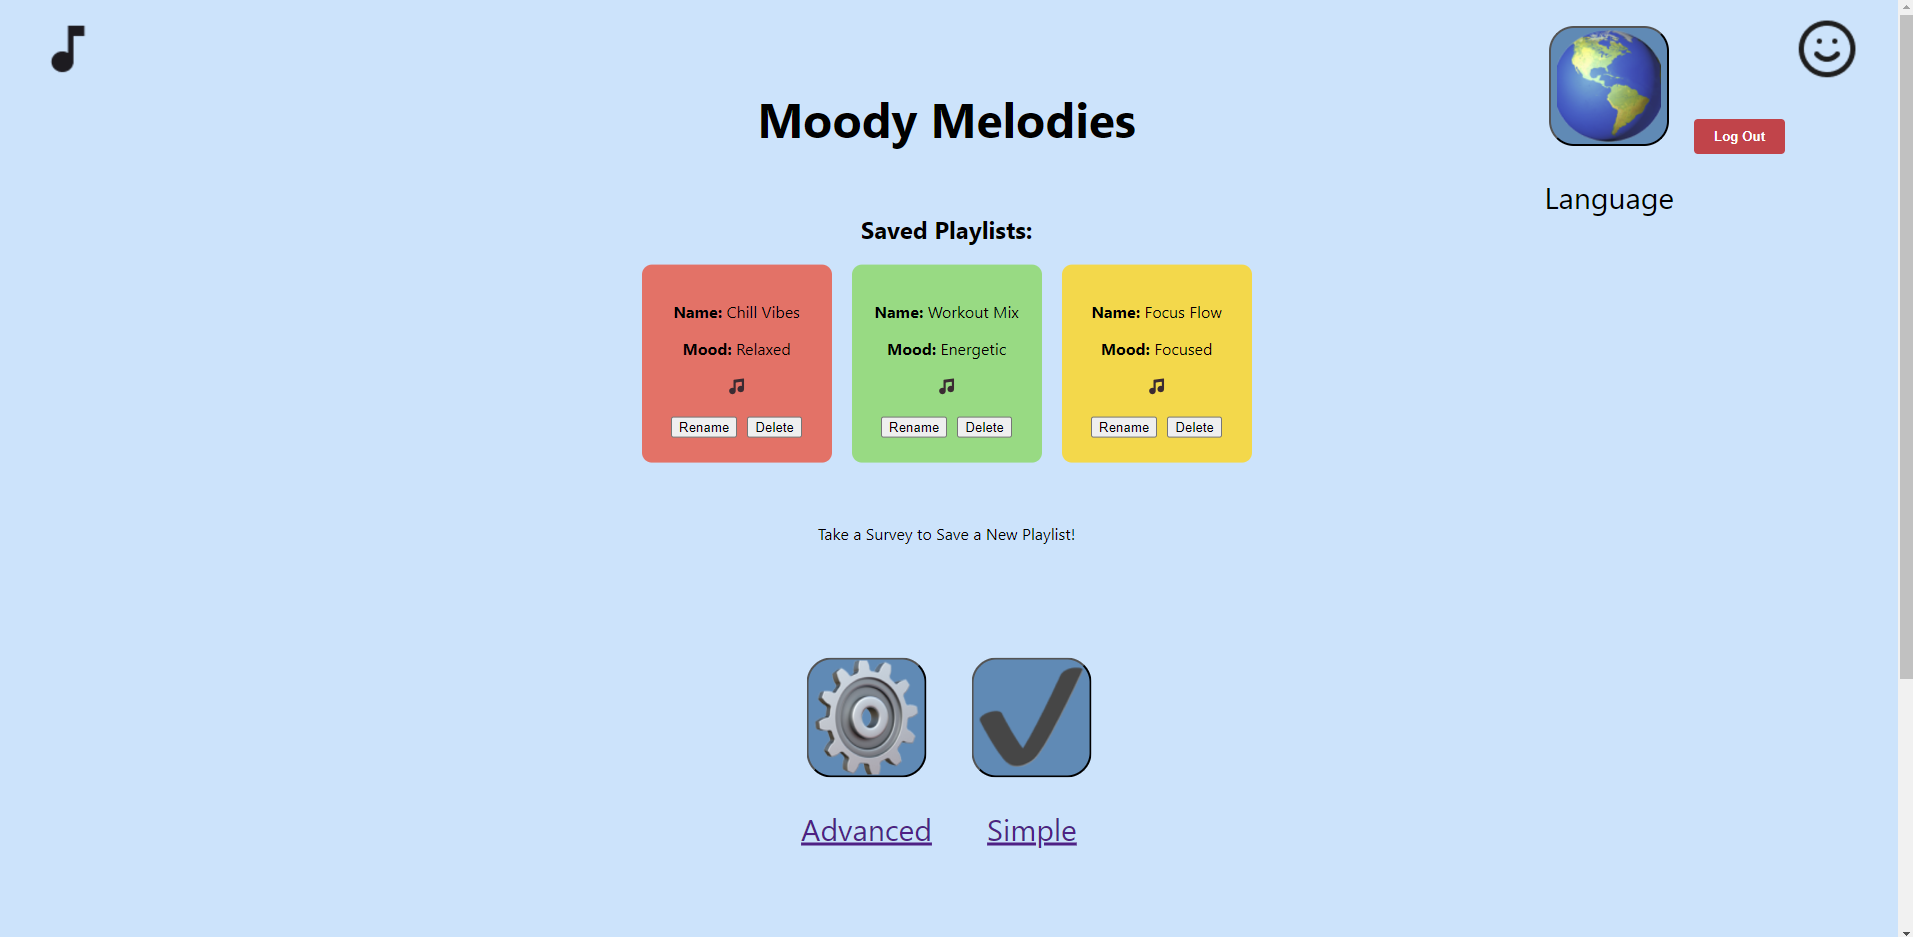 Moody Melodies
Log Out
Language
Saved Playlists:
Name: Chill Vibes
Mood: Relaxed
Rename Delete
Name: Workout Mix
Mood: Energetic
Rename Delete
Name: Focus Flow
Mood: Focused
Rename Delete
Take a Survey to Save a New Playlist!
Advanced
Simple